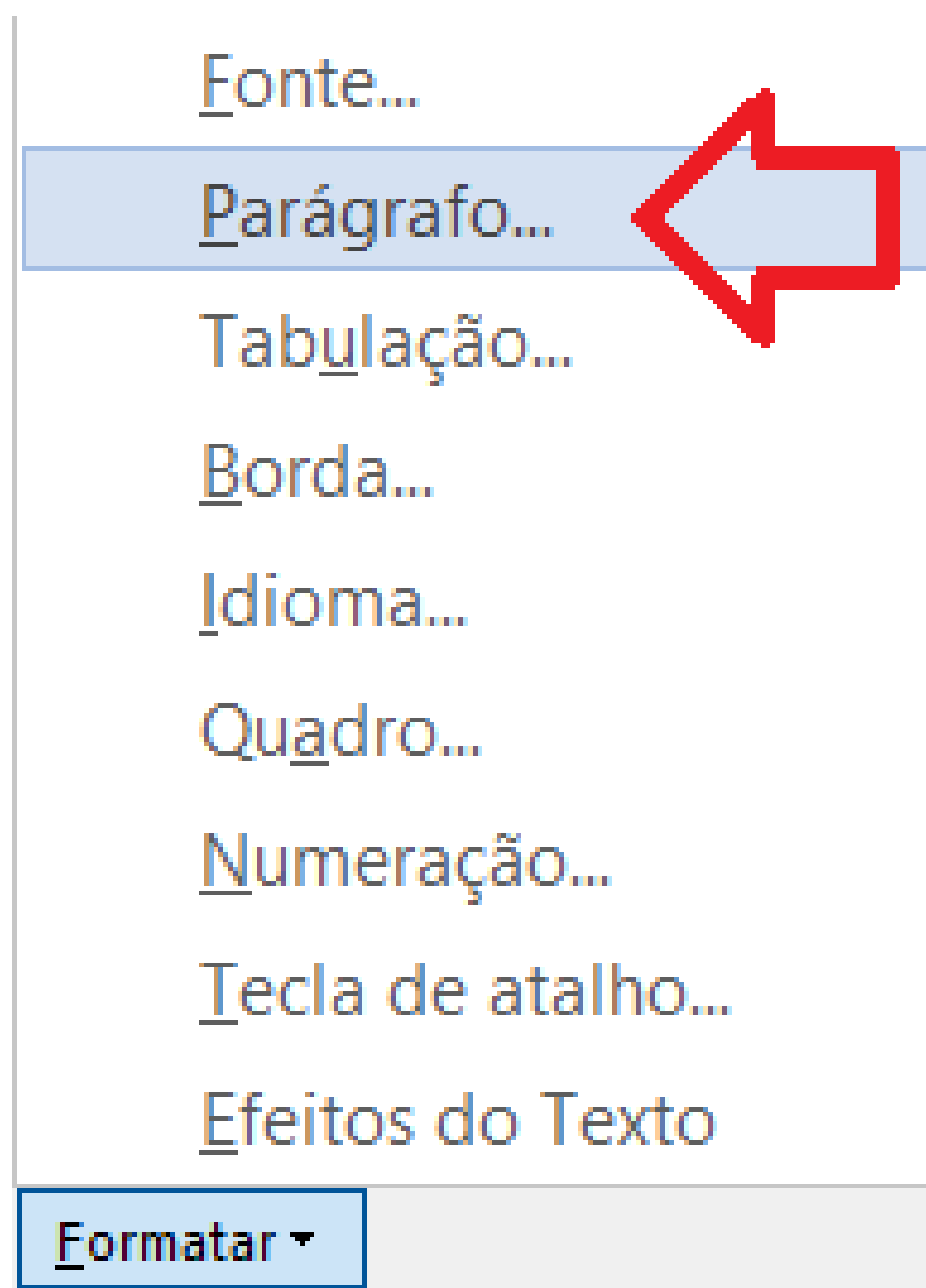 Fonte...
Parágrafo...
Tabulação...
Borda...
Idioma...
Quadro...
Numeração...
Tecla de atalho...
Efeitos do Texto
Formatar